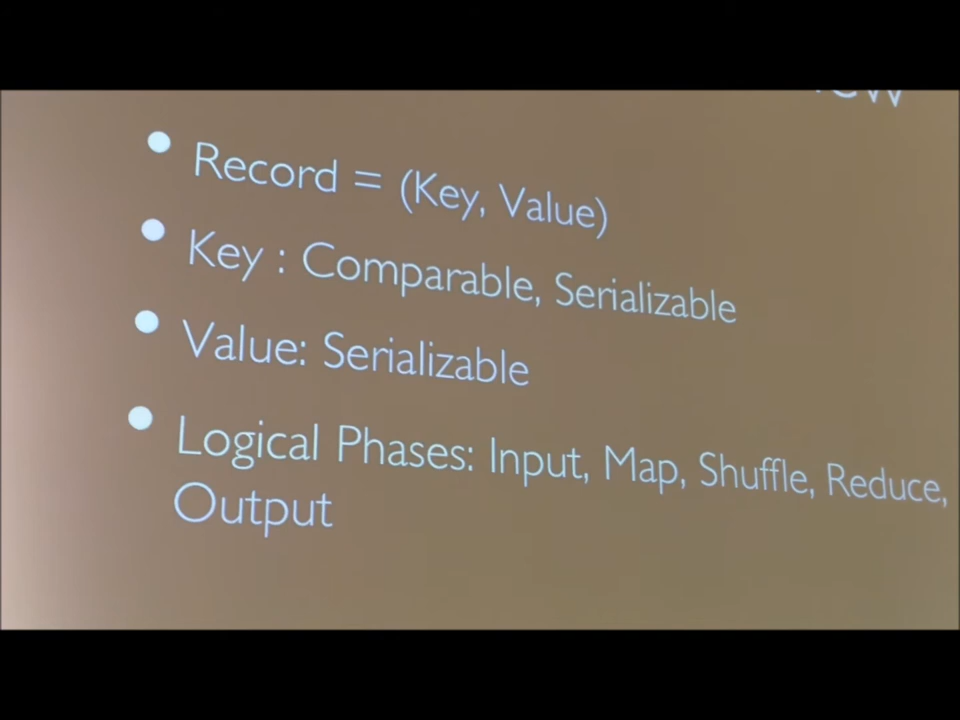 Record = (Key, Value)
Key : Comparable, Serializable
Value: Serializable
Logical Phases: Input, Map, Shuffle, Reduce,
Output